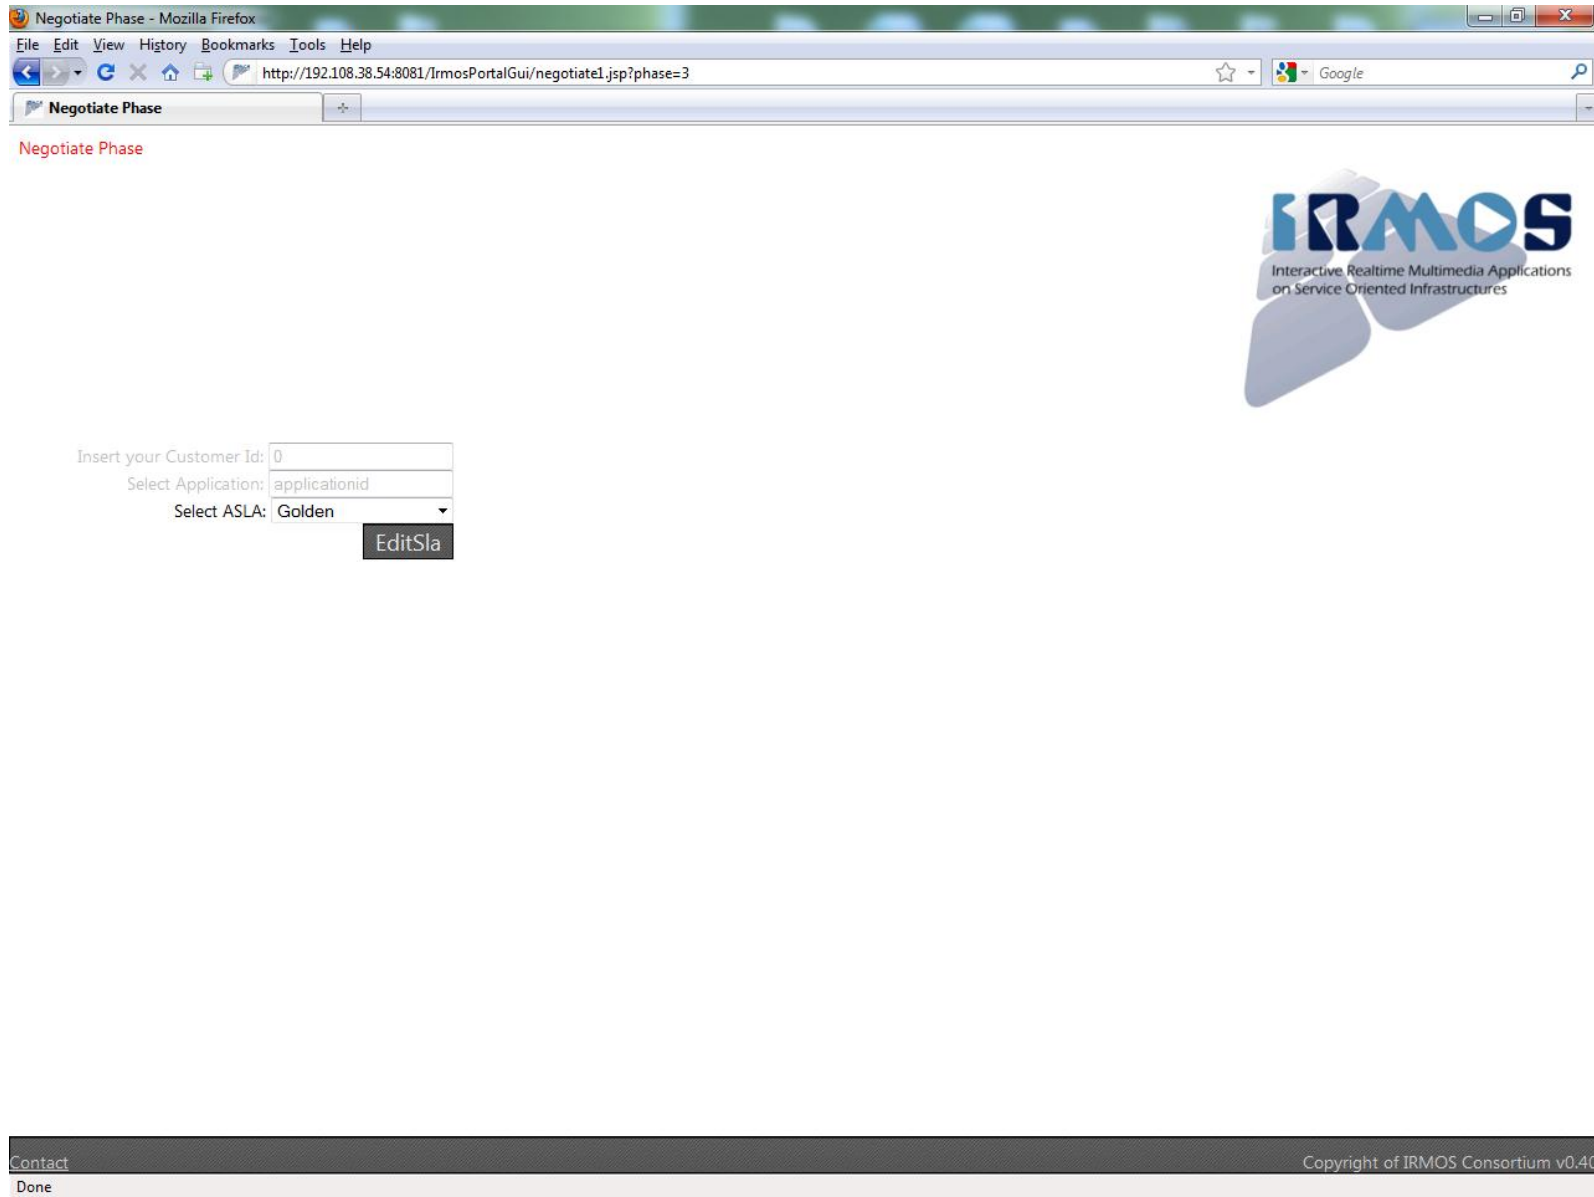 Negotiate Phase - Mozilla Firefox
File Edit View History Bookmarks Tools Help
http://192.108.38.54:8081/IrmosPortalGui/negotiate1.jsp?phase=3
Google
Negotiate Phase
Negotiate Phase
IRMOS
Interactive Realtime Multimedia Applications
on Service Oriented Infrastructures
Insert your Customer Id: 0
Select Application: applicationid
Select ASLA: Golden
EditSla
Contact Copyright of IRMOS Consortium v0.40
Done